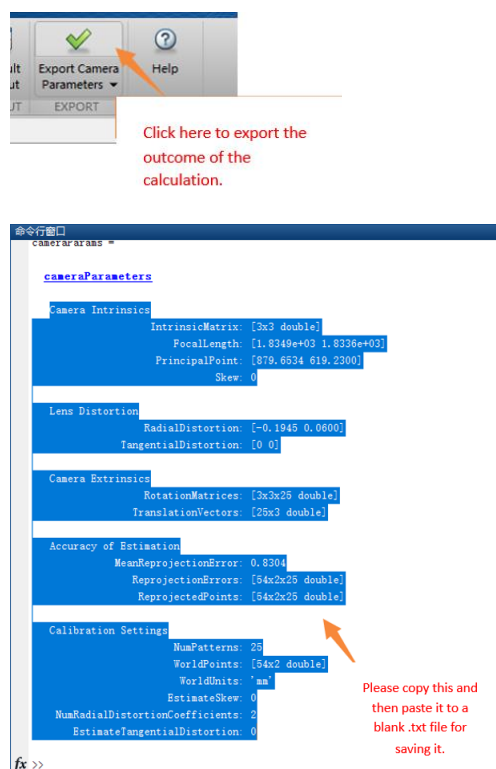 ult Export Camera Help
ut Parameters
UT EXPORT
Click here to export the
outcome of the
calculation.
命令行窗口
cameraParams =
cameraParameters
Camera Intrinsics
IntrinsicMatrix: [3x3 double]
FocalLength: [1.8349e+03 1.8336e+03]
PrincipalPoint: [879.6534 619.2300]
Skew: 0
Lens Distortion
RadialDistortion: [-0.1945 0.0600]
TangentialDistortion: [0 0]
Camera Extrinsics
RotationMatrices: [3x3x25 double]
TranslationVectors: [25x3 double]
Accuracy of Estimation
MeanReprojectionError: 0.8304
ReprojectionErrors: [54x2x25 double]
ReprojectedPoints: [54x2x25 double]
Calibration Settings
NumPatterns: 25
WorldPoints: [54x2 double]
WorldUnits: 'mm'
EstimateSkew: 0
NumRadialDistortionCoefficients: 2
EstimateTangentialDistortion: 0
Please copy this and
then paste it to a
blank .txt file for
saving it.
fx >>